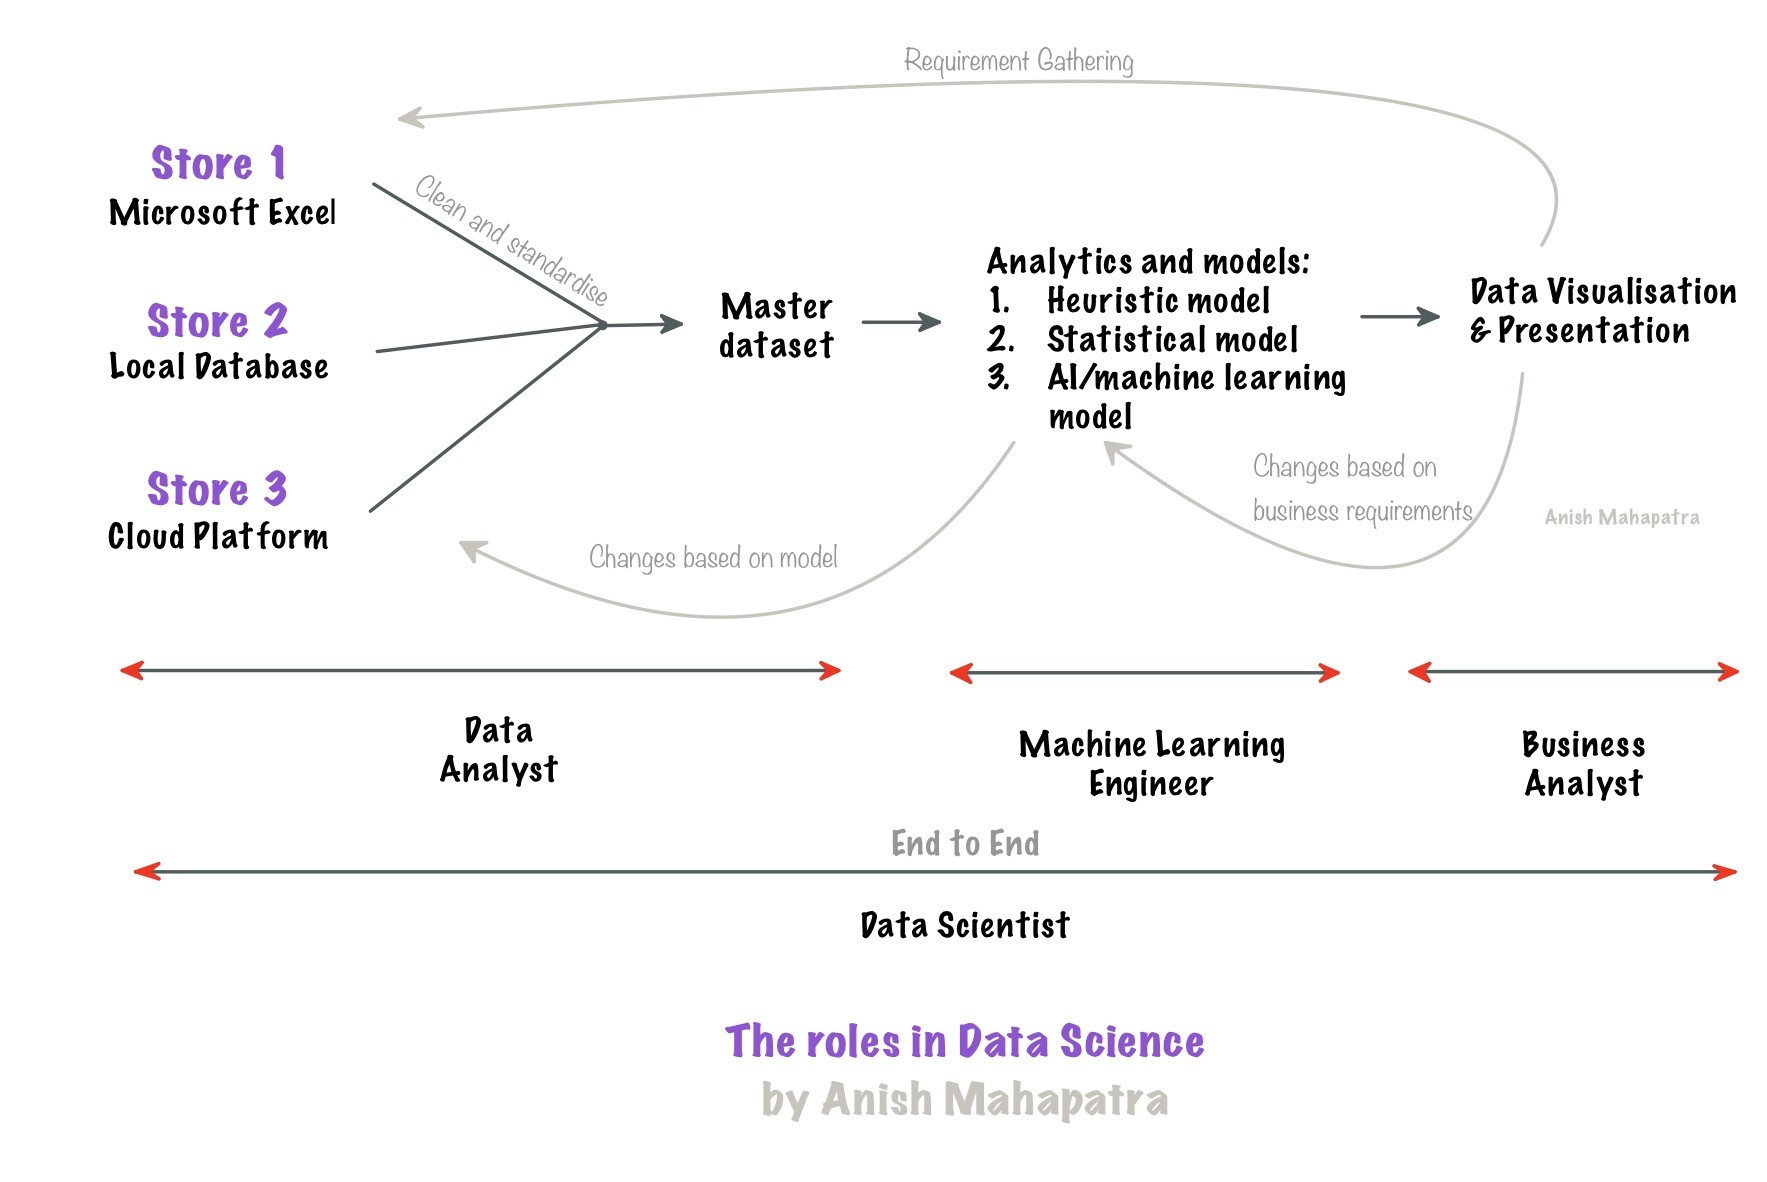 Requirement Gathering
Store 1
Microsoft Excel
Clean and standardise
Store 2
Local Database
Store 3
Cloud Platform
Master
dataset
Analytics and models:
1. Heuristic model
2. Statistical model
3. AI/machine learning
model
Data Visualisation
& Presentation
Changes based on
business requirements
Anish Mahapatra
Changes based on model
Data
Analyst
Machine Learning
Engineer
Business
Analyst
End to End
Data Scientist
The roles in Data Science
by Anish Mahapatra